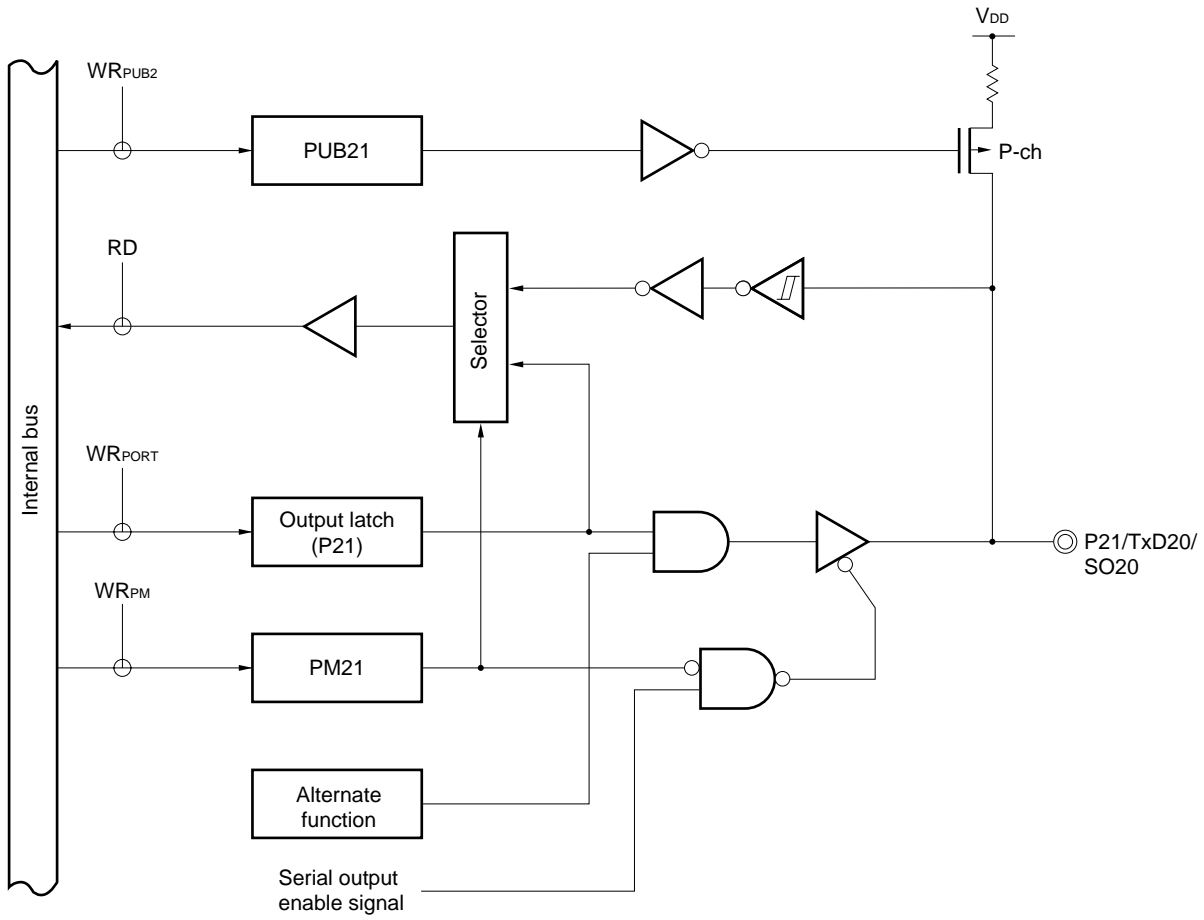 VDD
WRPUB2
PUB21
P-ch
RD
Selector
Internal bus
WRPORT
Output latch
(P21)
P21/TxD20/
SO20
WRPM
PM21
Alternate
function
Serial output
enable signal